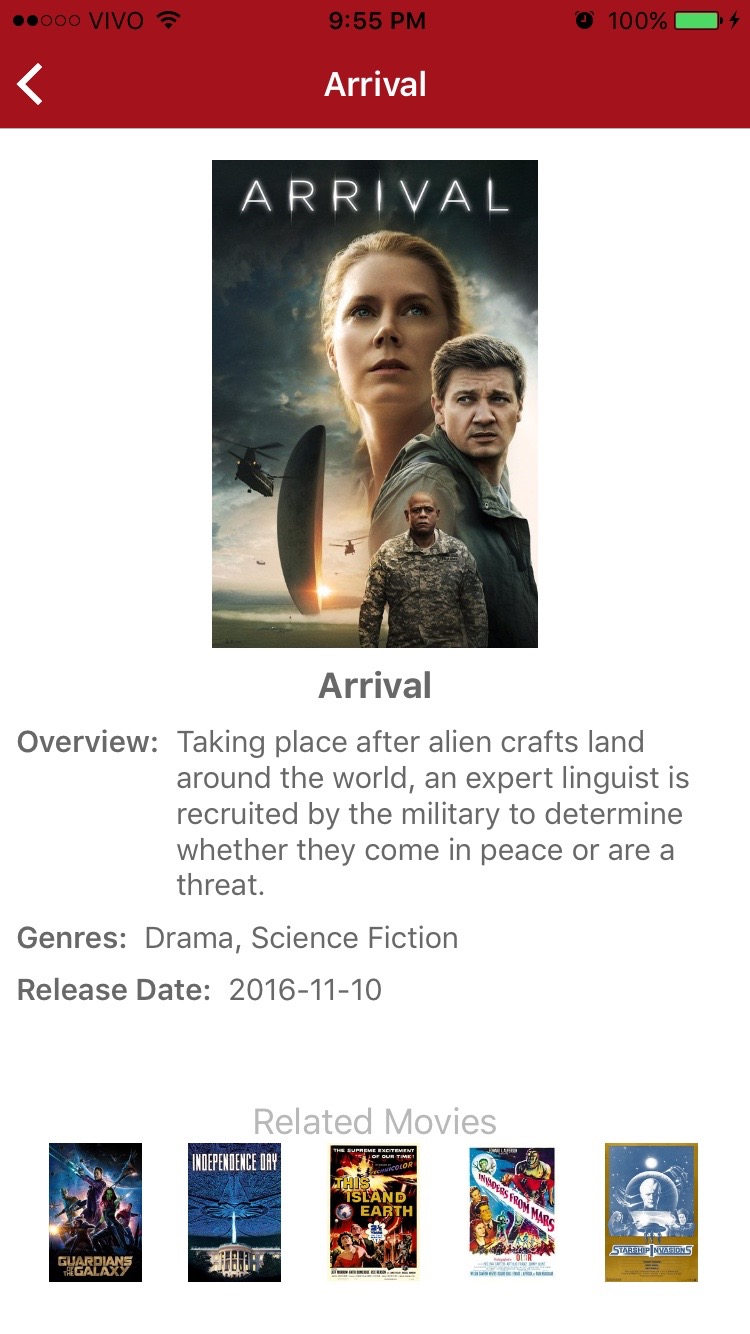 VIVO 9:55 PM 100%
Arrival
ARRIVAL
Arrival
Overview: Taking place after alien crafts land
around the world, an expert linguist is
recruited by the military to determine
whether they come in peace or are a
threat.
Genres: Drama, Science Fiction
Release Date: 2016-11-10
Related Movies
GUARDIANS
OF THE
GALAXY
INDEPENDENCE DAY
THE SUPREME EXCITEMENT
OF OUR TIME!
TECHNICOLOR
THIS
ISLAND
EARTH
INVADERS FROM MARS
STARSHIP INVASIONS